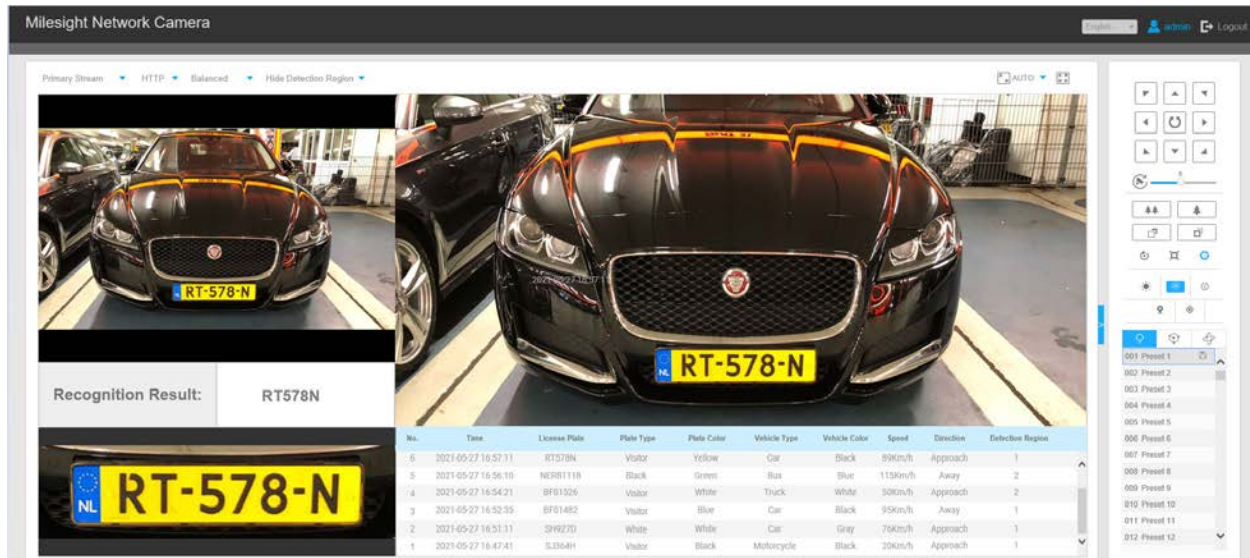 Milesight Network Camera
English
admin
Logout
Primary Stream HTTP Balanced Hide Detection Region
AUTO
RT-578-N
NL RT-578-N
Recognition Result: RT578N
NL RT-578-N
No. Time License Plate Plate Type Plate Color Vehicle Type Vehicle Color Speed Direction Detection Region
6 2021-05-27 16:57:11 RT578N Visitor Yellow Car Black 89Km/h Approach 1
5 2021-05-27 16:56:10 NER81118 Black Green Bus Blue 115Km/h Away 2
4 2021-05-27 16:54:21 BF01526 Visitor White Truck White 50Km/h Approach 2
3 2021-05-27 16:52:35 BF01482 Visitor Blue Car Black 95Km/h Away 1
2 2021-05-27 16:51:11 SH927D White White Car Gray 76Km/h Approach 1
1 2021-05-27 16:47:41 SJ364H Visitor Black Motorcycle Black 20Km/h Approach 1
5
001 Preset 1
002 Preset 2
003 Preset 3
004 Preset 4
005 Preset 5
006 Preset 6
007 Preset 7
008 Preset 8
009 Preset 9
010 Preset 10
011 Preset 11
012 Preset 12